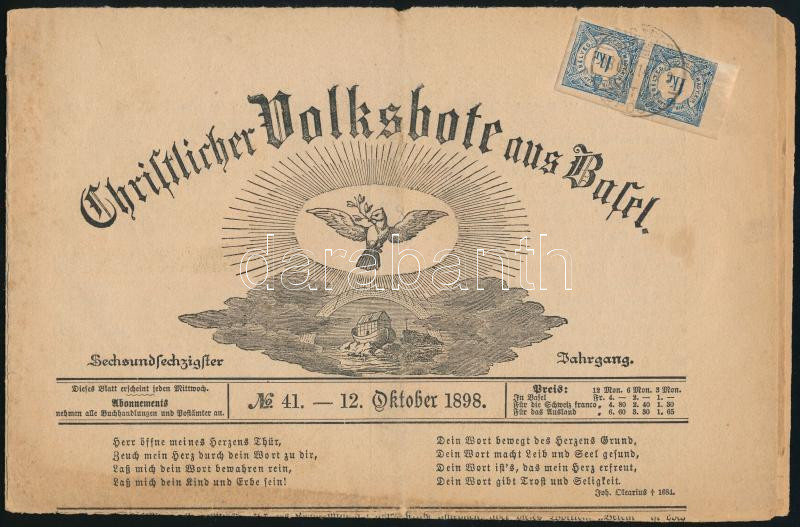 Christlicher Volksbote aus Basel.
Sechsundsechzigster Jahrgang.
Dieses Blatt erscheint jeden Mittwoch.
Abonnements
nehmen alle Buchhandlungen und Postämter an.
№ 41. — 12. Oktober 1898.
Preis: 12 Mon. 6 Mon. 3 Mon.
In Basel Fr. 4. — 2. — 1. —
Für die Schweiz franco „ 4. 80 2. 40 1. 30
Für das Ausland „ 6. 60 3. 30 1. 65
Herr öffne meines Herzens Thür,
Zeuch mein Herz durch dein Wort zu dir,
Laß mich dein Wort bewahren rein,
Laß mich dein Kind und Erbe sein!
Dein Wort bewegt des Herzens Grund,
Dein Wort macht Leib und Seel gesund,
Dein Wort ist's, das mein Herz erfreut,
Dein Wort gibt Trost und Seligkeit.
Joh. Olearius † 1684.
1 Kr.
1 Kr.
darabanth